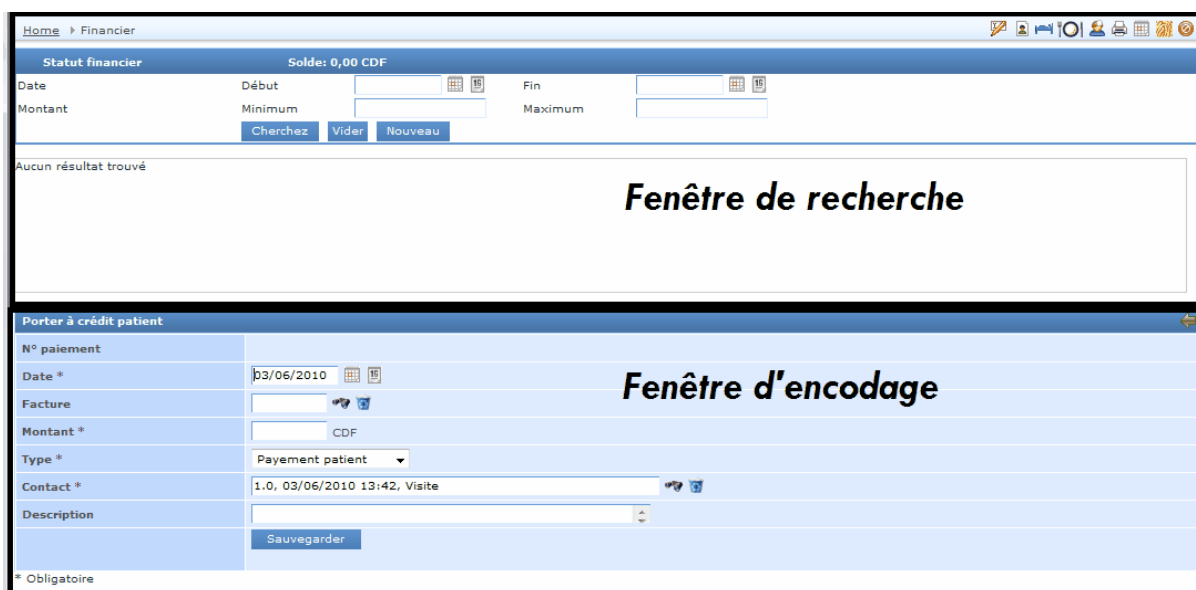 Home Financier
Statut financier Solde: 0,00 CDF
Date Début Fin
Montant Minimum Maximum
Cherchez Vider Nouveau
Aucun résultat trouvé
Fenêtre de recherche
Porter à crédit patient
N° paiement
Date * 03/06/2010
Fenêtre d'encodage
Facture
Montant * CDF
Type * Payement patient
Contact * 1.0, 03/06/2010 13:42, Visite
Description
Sauvegarder
* Obligatoire